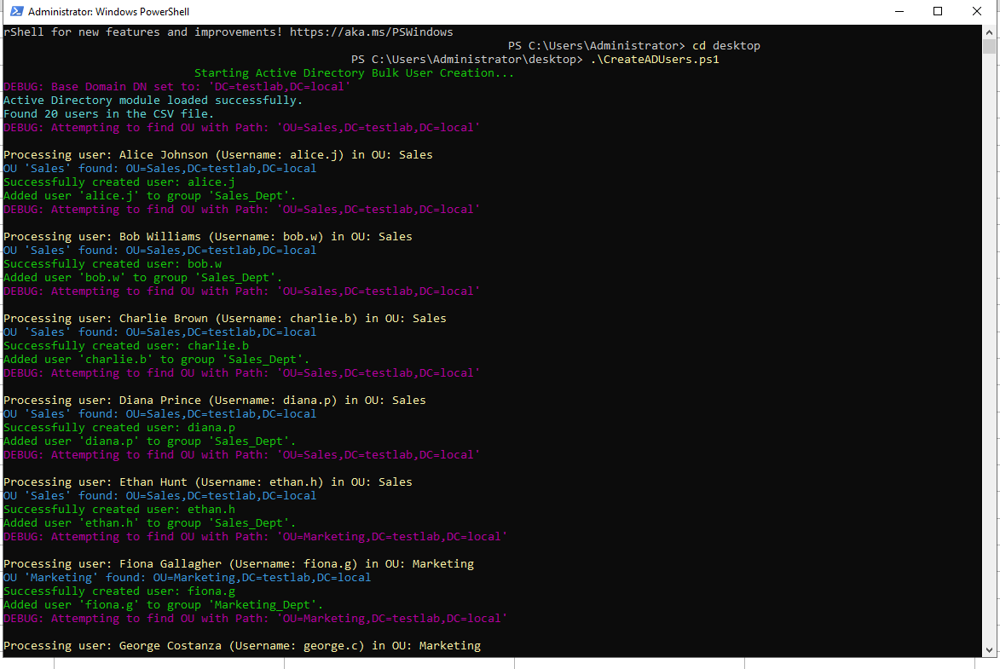 Administrator: Windows PowerShell
rShell for new features and improvements! https://aka.ms/PSWindows
PS C:\Users\Administrator> cd desktop
PS C:\Users\Administrator\desktop> .\CreateADUsers.ps1
Starting Active Directory Bulk User Creation...
DEBUG: Base Domain DN set to: 'DC=testlab,DC=local'
Active Directory module loaded successfully.
Found 20 users in the CSV file.
DEBUG: Attempting to find OU with Path: 'OU=Sales,DC=testlab,DC=local'
Processing user: Alice Johnson (Username: alice.j) in OU: Sales
OU 'Sales' found: OU=Sales,DC=testlab,DC=local
Successfully created user: alice.j
Added user 'alice.j' to group 'Sales_Dept'.
DEBUG: Attempting to find OU with Path: 'OU=Sales,DC=testlab,DC=local'
Processing user: Bob Williams (Username: bob.w) in OU: Sales
OU 'Sales' found: OU=Sales,DC=testlab,DC=local
Successfully created user: bob.w
Added user 'bob.w' to group 'Sales_Dept'.
DEBUG: Attempting to find OU with Path: 'OU=Sales,DC=testlab,DC=local'
Processing user: Charlie Brown (Username: charlie.b) in OU: Sales
OU 'Sales' found: OU=Sales,DC=testlab,DC=local
Successfully created user: charlie.b
Added user 'charlie.b' to group 'Sales_Dept'.
DEBUG: Attempting to find OU with Path: 'OU=Sales,DC=testlab,DC=local'
Processing user: Diana Prince (Username: diana.p) in OU: Sales
OU 'Sales' found: OU=Sales,DC=testlab,DC=local
Successfully created user: diana.p
Added user 'diana.p' to group 'Sales_Dept'.
DEBUG: Attempting to find OU with Path: 'OU=Sales,DC=testlab,DC=local'
Processing user: Ethan Hunt (Username: ethan.h) in OU: Sales
OU 'Sales' found: OU=Sales,DC=testlab,DC=local
Successfully created user: ethan.h
Added user 'ethan.h' to group 'Sales_Dept'.
DEBUG: Attempting to find OU with Path: 'OU=Marketing,DC=testlab,DC=local'
Processing user: Fiona Gallagher (Username: fiona.g) in OU: Marketing
OU 'Marketing' found: OU=Marketing,DC=testlab,DC=local
Successfully created user: fiona.g
Added user 'fiona.g' to group 'Marketing_Dept'.
DEBUG: Attempting to find OU with Path: 'OU=Marketing,DC=testlab,DC=local'
Processing user: George Costanza (Username: george.c) in OU: Marketing